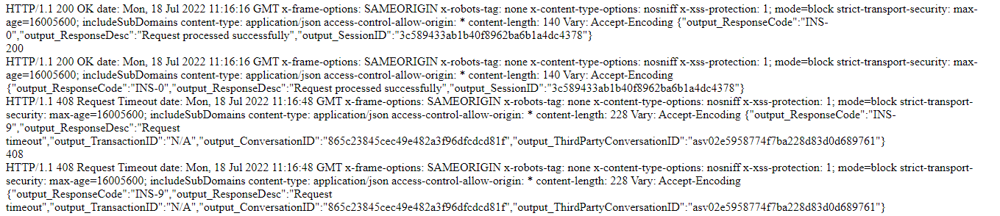 HTTP/1.1 200 OK date: Mon, 18 Jul 2022 11:16:16 GMT x-frame-options: SAMEORIGIN x-robots-tag: none x-content-type-options: nosniff x-xss-protection: 1; mode=block strict-transport-security: max-
age=16005600; includeSubDomains content-type: application/json access-control-allow-origin: * content-length: 140 Vary: Accept-Encoding {"output_ResponseCode":"INS-
0","output_ResponseDesc":"Request processed successfully","output_SessionID":"3c589433ab1b40f8962ba6b1a4dc4378"}
200
HTTP/1.1 200 OK date: Mon, 18 Jul 2022 11:16:16 GMT x-frame-options: SAMEORIGIN x-robots-tag: none x-content-type-options: nosniff x-xss-protection: 1; mode=block strict-transport-security: max-
age=16005600; includeSubDomains content-type: application/json access-control-allow-origin: * content-length: 140 Vary: Accept-Encoding
{"output_ResponseCode":"INS-0","output_ResponseDesc":"Request processed successfully","output_SessionID":"3c589433ab1b40f8962ba6b1a4dc4378"}
HTTP/1.1 408 Request Timeout date: Mon, 18 Jul 2022 11:16:48 GMT x-frame-options: SAMEORIGIN x-robots-tag: none x-content-type-options: nosniff x-xss-protection: 1; mode=block strict-transport-
security: max-age=16005600; includeSubDomains content-type: application/json access-control-allow-origin: * content-length: 228 Vary: Accept-Encoding {"output_ResponseCode":"INS-
9","output_ResponseDesc":"Request
timeout","output_TransactionID":"N/A","output_ConversationID":"865c23845cec49e482a3f96dfcdcd81f","output_ThirdPartyConversationID":"asv02e5958774f7ba228d83d0d689761"}
408
HTTP/1.1 408 Request Timeout date: Mon, 18 Jul 2022 11:16:48 GMT x-frame-options: SAMEORIGIN x-robots-tag: none x-content-type-options: nosniff x-xss-protection: 1; mode=block strict-transport-
security: max-age=16005600; includeSubDomains content-type: application/json access-control-allow-origin: * content-length: 228 Vary: Accept-Encoding
{"output_ResponseCode":"INS-9","output_ResponseDesc":"Request
timeout","output_TransactionID":"N/A","output_ConversationID":"865c23845cec49e482a3f96dfcdcd81f","output_ThirdPartyConversationID":"asv02e5958774f7ba228d83d0d689761"}